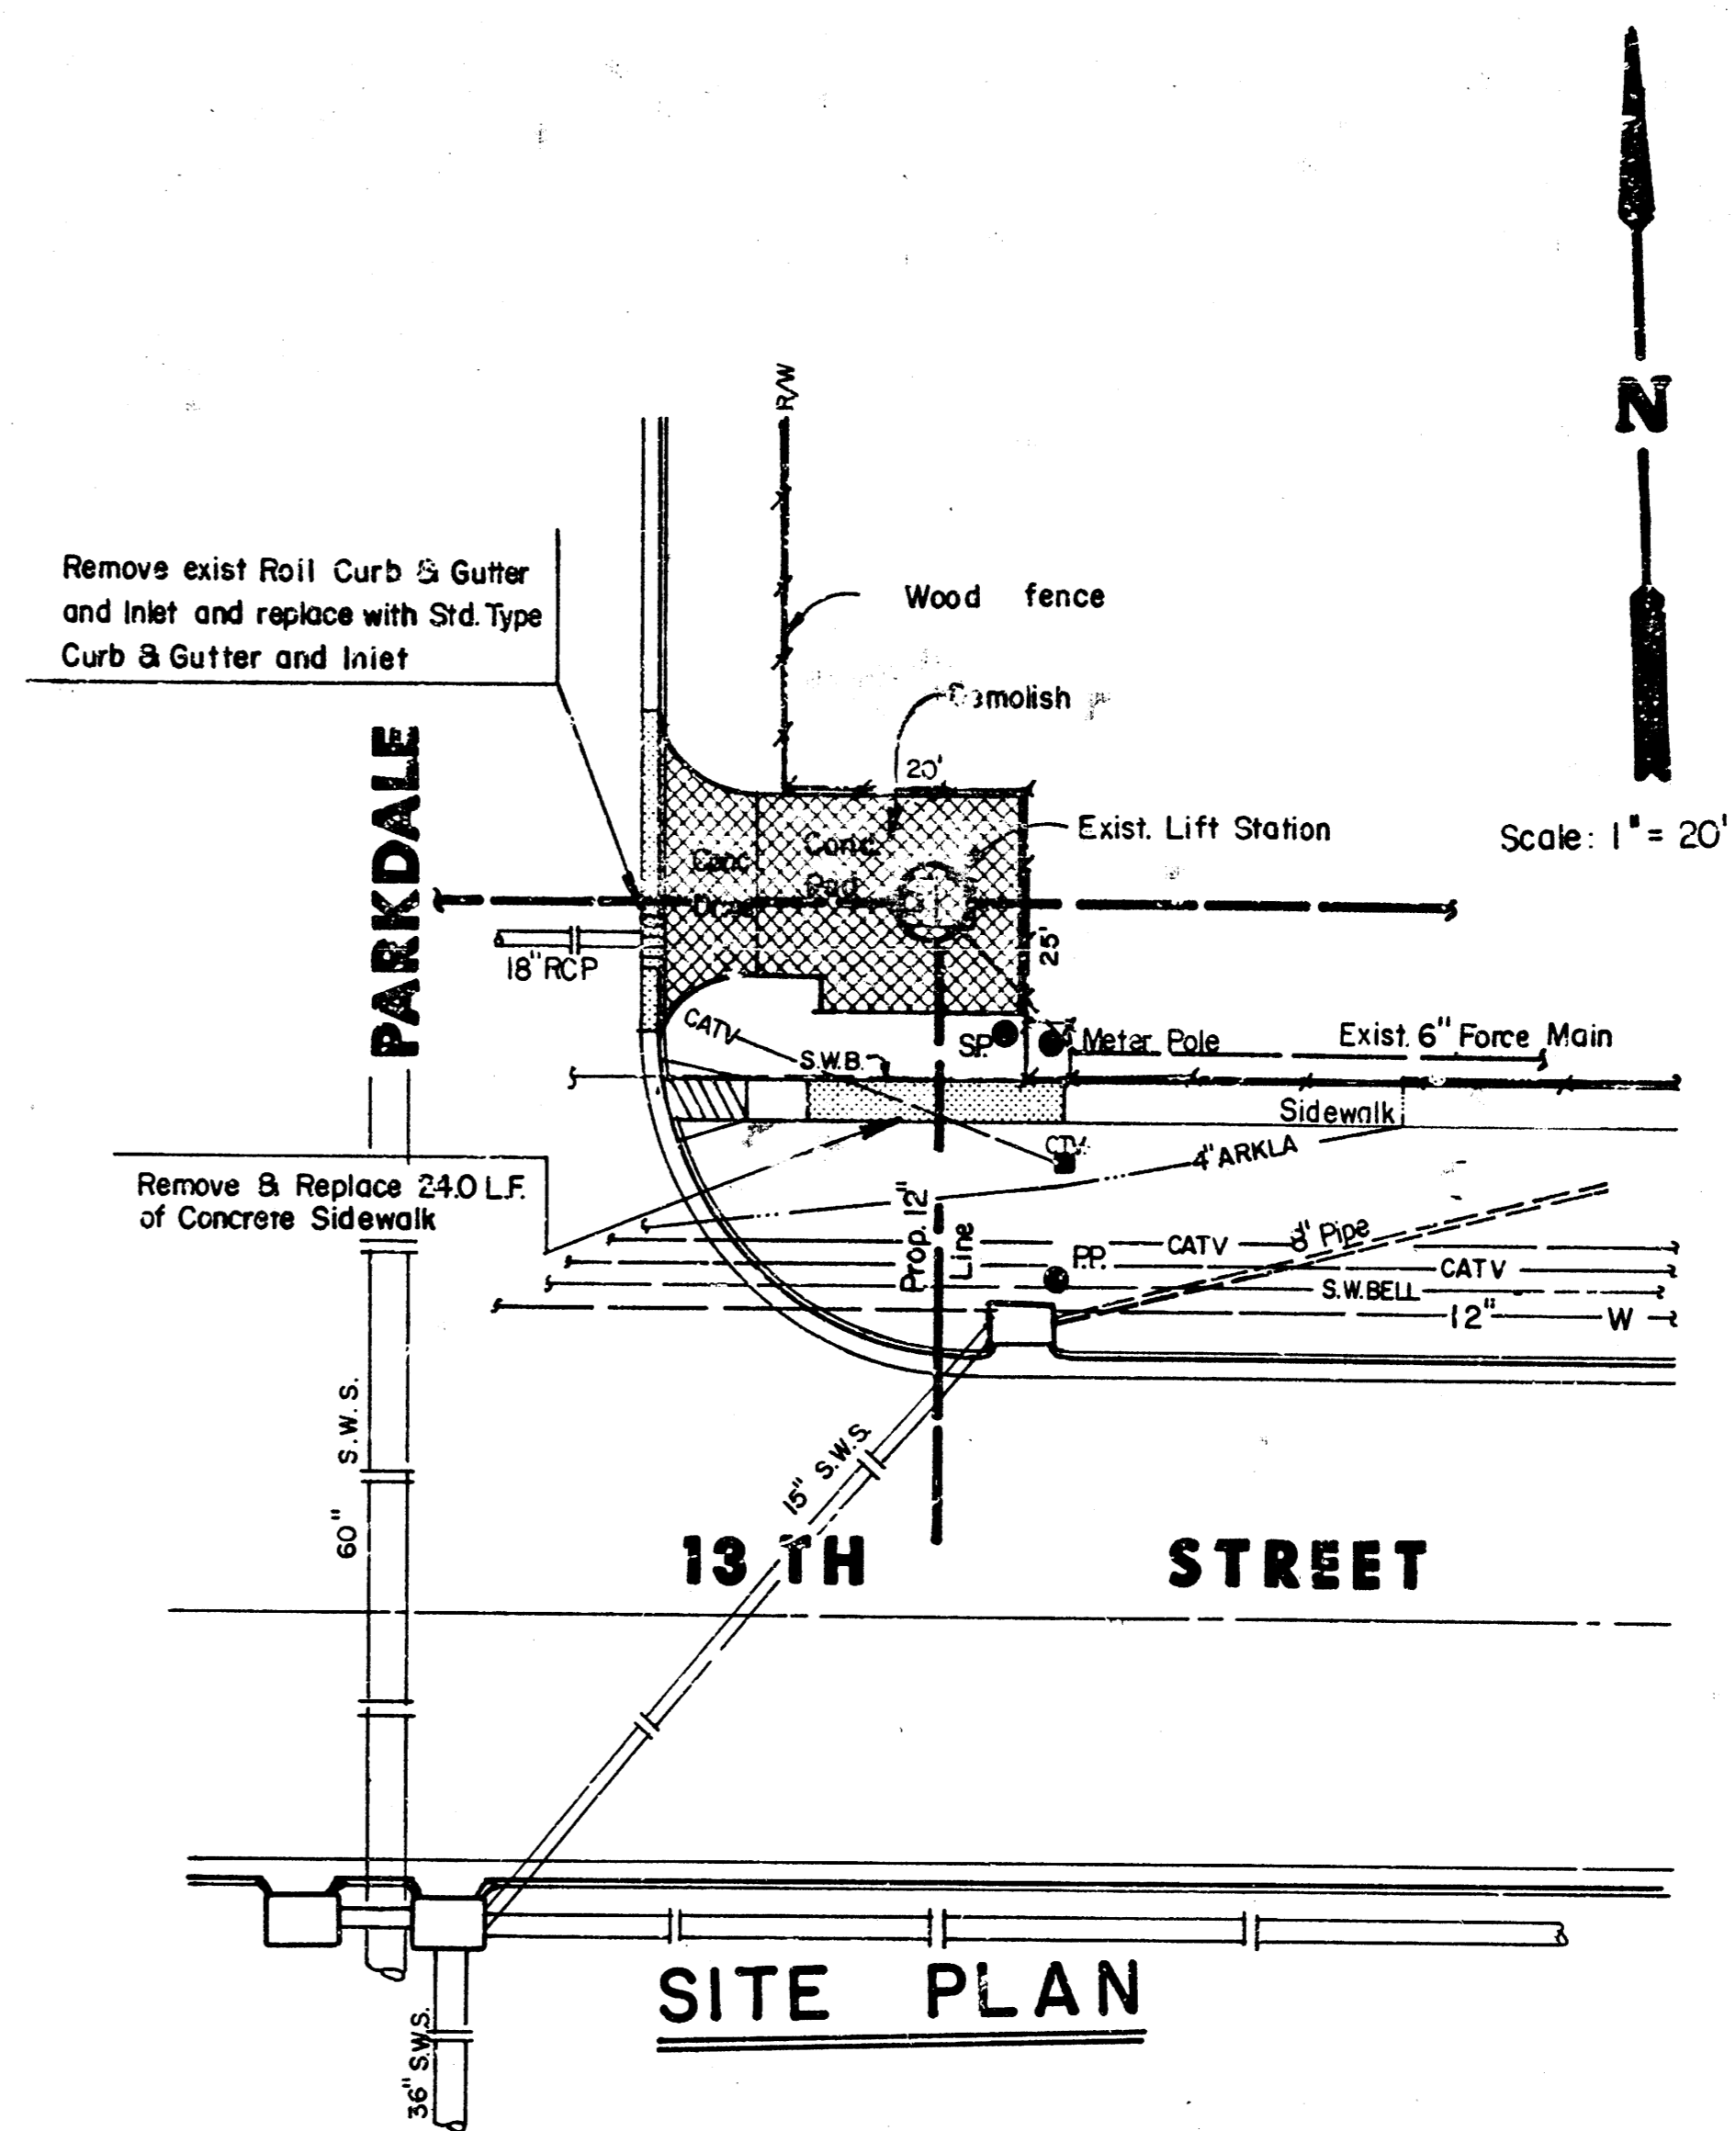 N
R/W
Remove exist Roll Curb & Gutter
and Inlet and replace with Std. Type
Curb & Gutter and Inlet
Wood fence
Demolish
20'
Exist. Lift Station
Scale: 1" = 20'
PARKDALE
Conc.
Conc.
Pad
25'
18" RCP
CATV
S.W.B.
S.P.
Meter Pole
Exist. 6" Force Main
Sidewalk
CTV
4" ARKLA
Remove & Replace 24.0 L.F.
of Concrete Sidewalk
Prop. 12"
Line
P.P.
CATV
8" Pipe
CATV
S.W.BELL
12" W
60" S.W.S.
15" S.W.S.
13TH STREET
SITE PLAN
36" S.W.S.